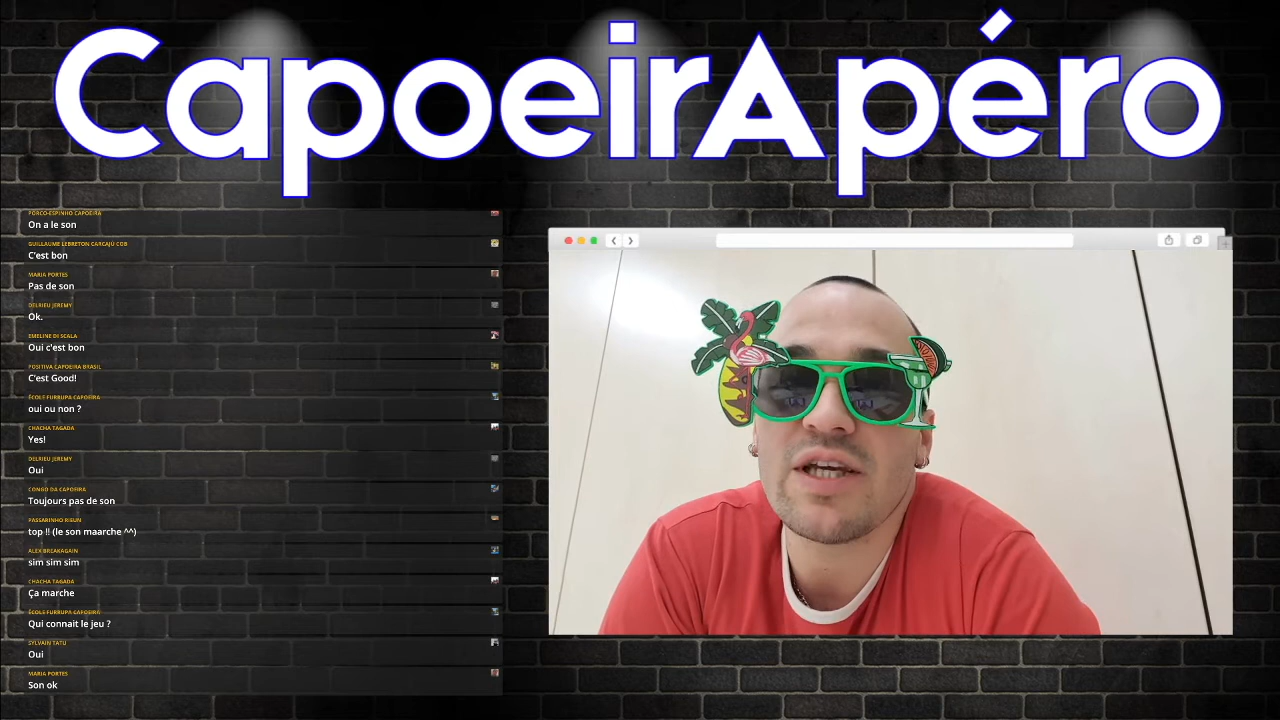 CapoeirApéro
PORCO-ESPINHO CAPOEIRA
On a le son
GUILLAUME LEBRETON CARCAJÚ COB
C'est bon
MARIA PORTES
Pas de son
DELRIEU JEREMY
Ok.
EMELINE DI SCALA
Oui c'est bon
POSITIVA CAPOEIRA BRASIL
C'est Good!
ÉCOLE FURRUPA CAPOEIRA
oui ou non ?
CHACHA TAGADA
Yes!
DELRIEU JEREMY
Oui
CONGO DA CAPOEIRA
Toujours pas de son
PASSARINHO RIEUN
top !! (le son maarche ^^)
ALEX BREAKAGAIN
sim sim sim
CHACHA TAGADA
Ça marche
ÉCOLE FURRUPA CAPOEIRA
Qui connait le jeu ?
SYLVAIN TATU
Oui
MARIA PORTES
Son ok